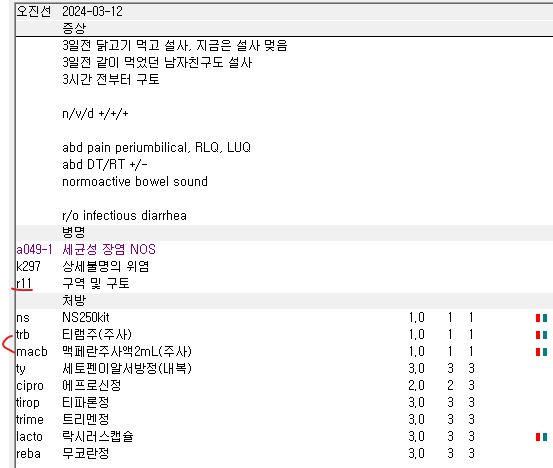 오진선 2024-03-12
증상
3일전 닭고기 먹고 설사, 지금은 설사 멎음
3일전 같이 먹었던 남자친구도 설사
3시간 전부터 구토
n/v/d +/+/+
abd pain periumbilical, RLQ, LUQ
abd DT/RT +/-
normoactive bowel sound
r/o infectious diarrhea
병명
a049-1 세균성 장염 NOS
k297 상세불명의 위염
r11 구역 및 구토
처방
ns NS250kit 1.0 1 1
trb 티램주(주사) 1.0 1 1
macb 맥페란주사액2mL(주사) 1.0 1 1
ty 세토펜이알서방정(내복) 3.0 3 3
cipro 에프로신정 2.0 2 3
tirop 티파론정 3.0 3 3
trime 트리멘정 3.0 3 3
lacto 락시러스캡슐 3.0 3 3
reba 무코란정 3.0 3 3